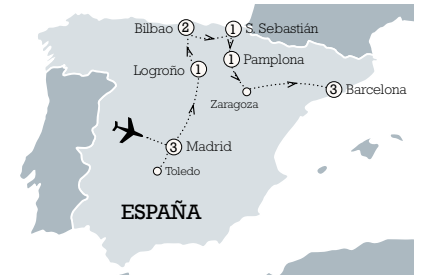 Bilbao 2 1 S. Sebastián
1 Pamplona
Logroño 1
Zaragoza 3 Barcelona
3 Madrid
Toledo
ESPAÑA